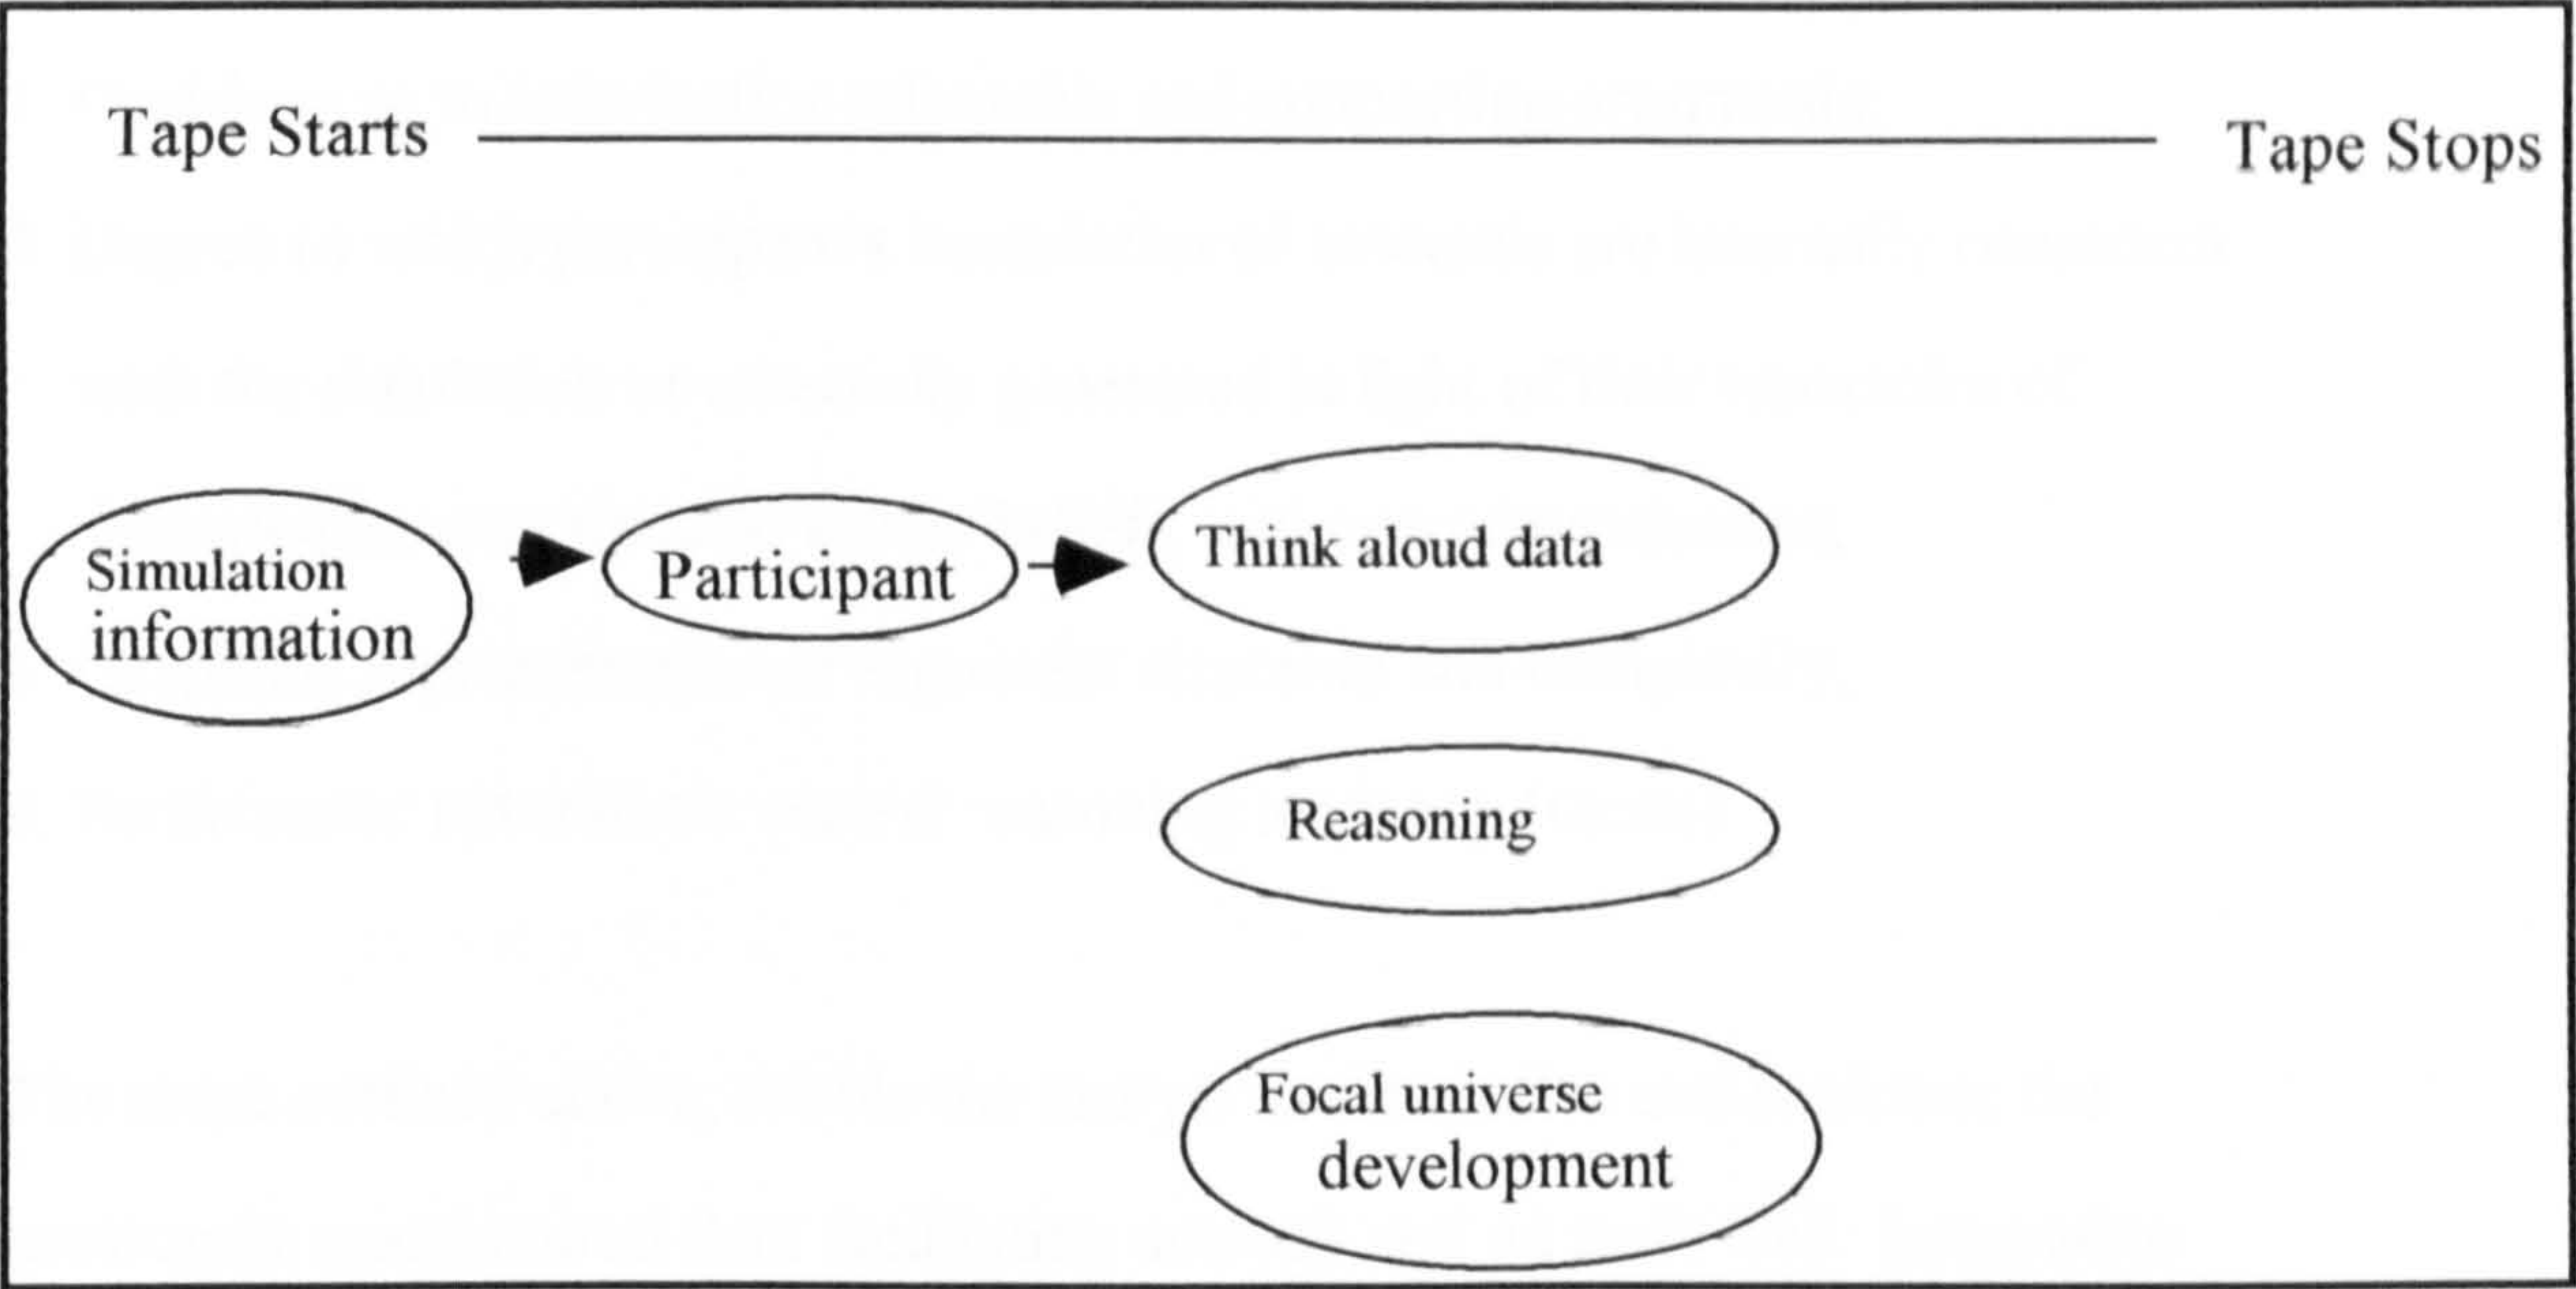 Tape Starts
Tape Stops
Simulation
information
Participant
Think aloud data
Reasoning
Focal universe
development